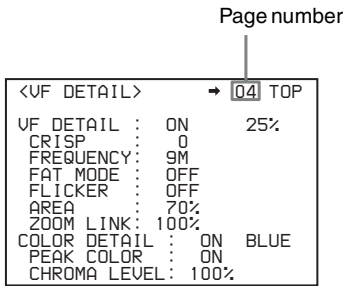 Page number
<VF DETAIL> → 04 TOP
VF DETAIL : ON 25%
CRISP : 0
FREQUENCY: 9M
FAT MODE : OFF
FLICKER : OFF
AREA : 70%
ZOOM LINK: 100%
COLOR DETAIL : ON BLUE
PEAK COLOR : ON
CHROMA LEVEL: 100%